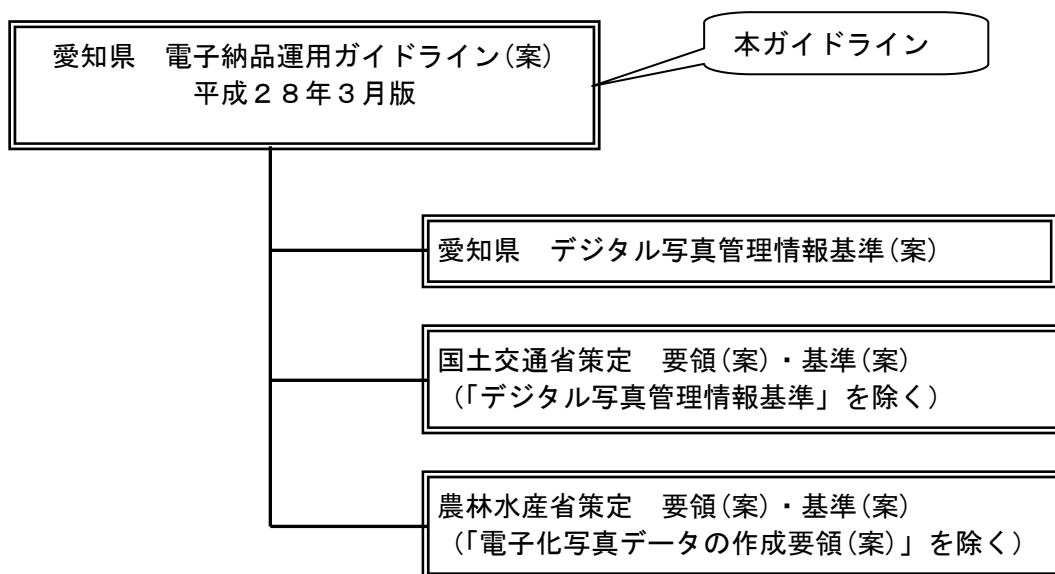 愛知県　電子納品運用ガイドライン(案)
平成２８年３月版
本ガイドライン
愛知県　デジタル写真管理情報基準(案)
国土交通省策定　要領(案)・基準(案)
(「デジタル写真管理情報基準」を除く)
農林水産省策定　要領(案)・基準(案)
(「電子化写真データの作成要領(案)」を除く)